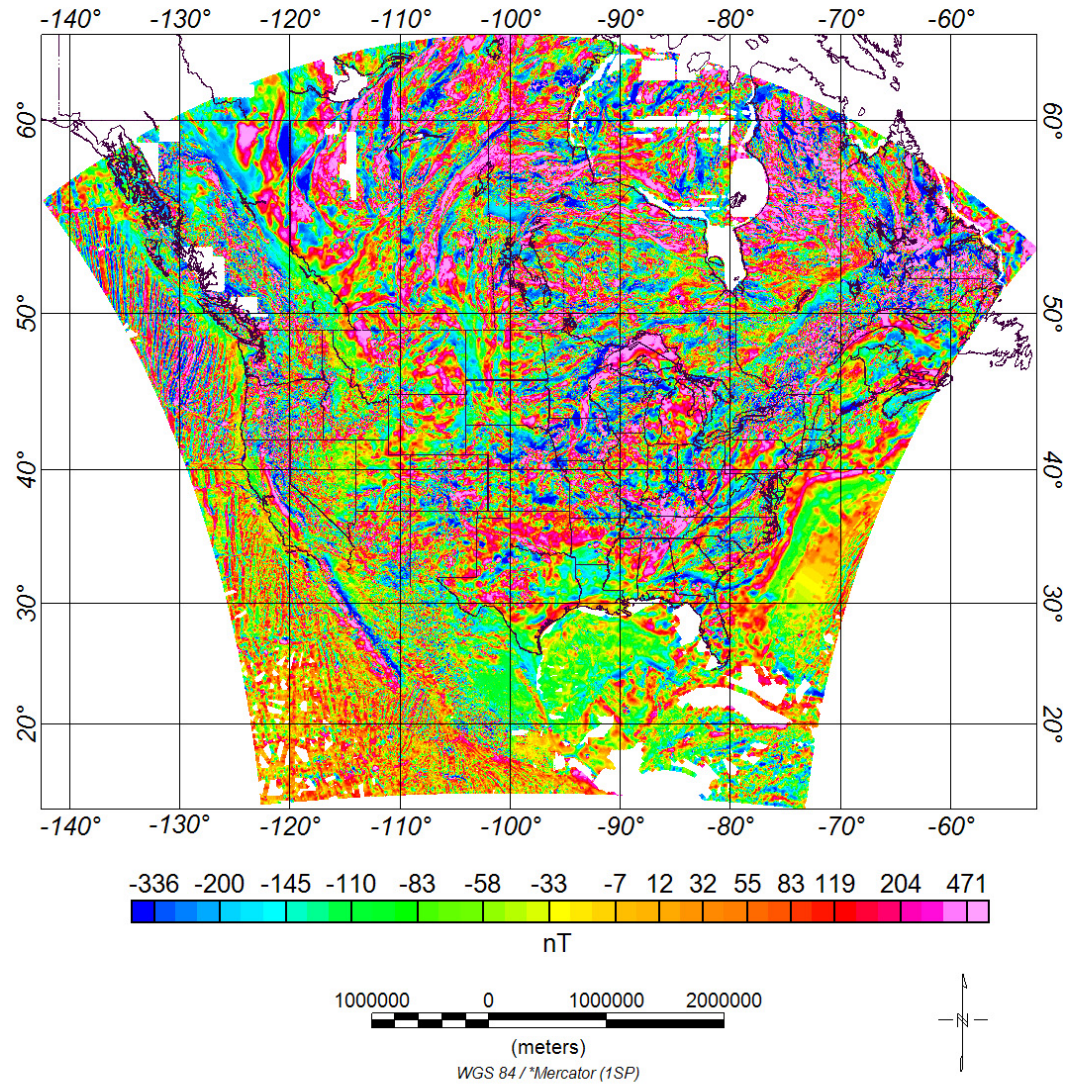 -140° -130° -120° -110° -100° -90° -80° -70° -60°
60° 60°
50° 50°
40° 40°
30° 30°
20° 20°
-140° -130° -120° -110° -100° -90° -80° -70° -60°
-336 -200 -145 -110 -83 -58 -33 -7 12 32 55 83 119 204 471
nT
1000000 0 1000000 2000000
(meters)
WGS 84 / *Mercator (1SP)
N